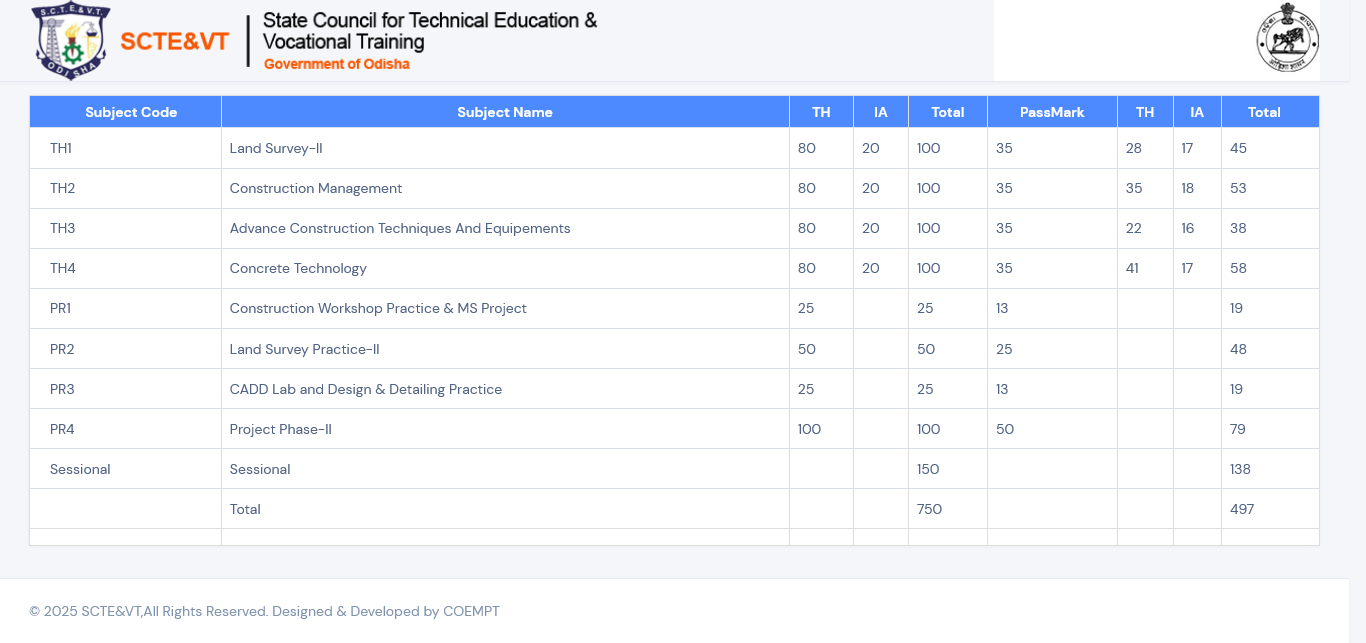 S.C.T.E.&V.T.
ODISHA
SCTE&VT
State Council for Technical Education &
Vocational Training
Government of Odisha
Subject Code Subject Name TH IA Total PassMark TH IA Total
TH1 Land Survey-II 80 20 100 35 28 17 45
TH2 Construction Management 80 20 100 35 35 18 53
TH3 Advance Construction Techniques And Equipements 80 20 100 35 22 16 38
TH4 Concrete Technology 80 20 100 35 41 17 58
PR1 Construction Workshop Practice & MS Project 25 25 13 19
PR2 Land Survey Practice-II 50 50 25 48
PR3 CADD Lab and Design & Detailing Practice 25 25 13 19
PR4 Project Phase-II 100 100 50 79
Sessional Sessional 150 138
Total 750 497
© 2025 SCTE&VT,All Rights Reserved. Designed & Developed by COEMPT